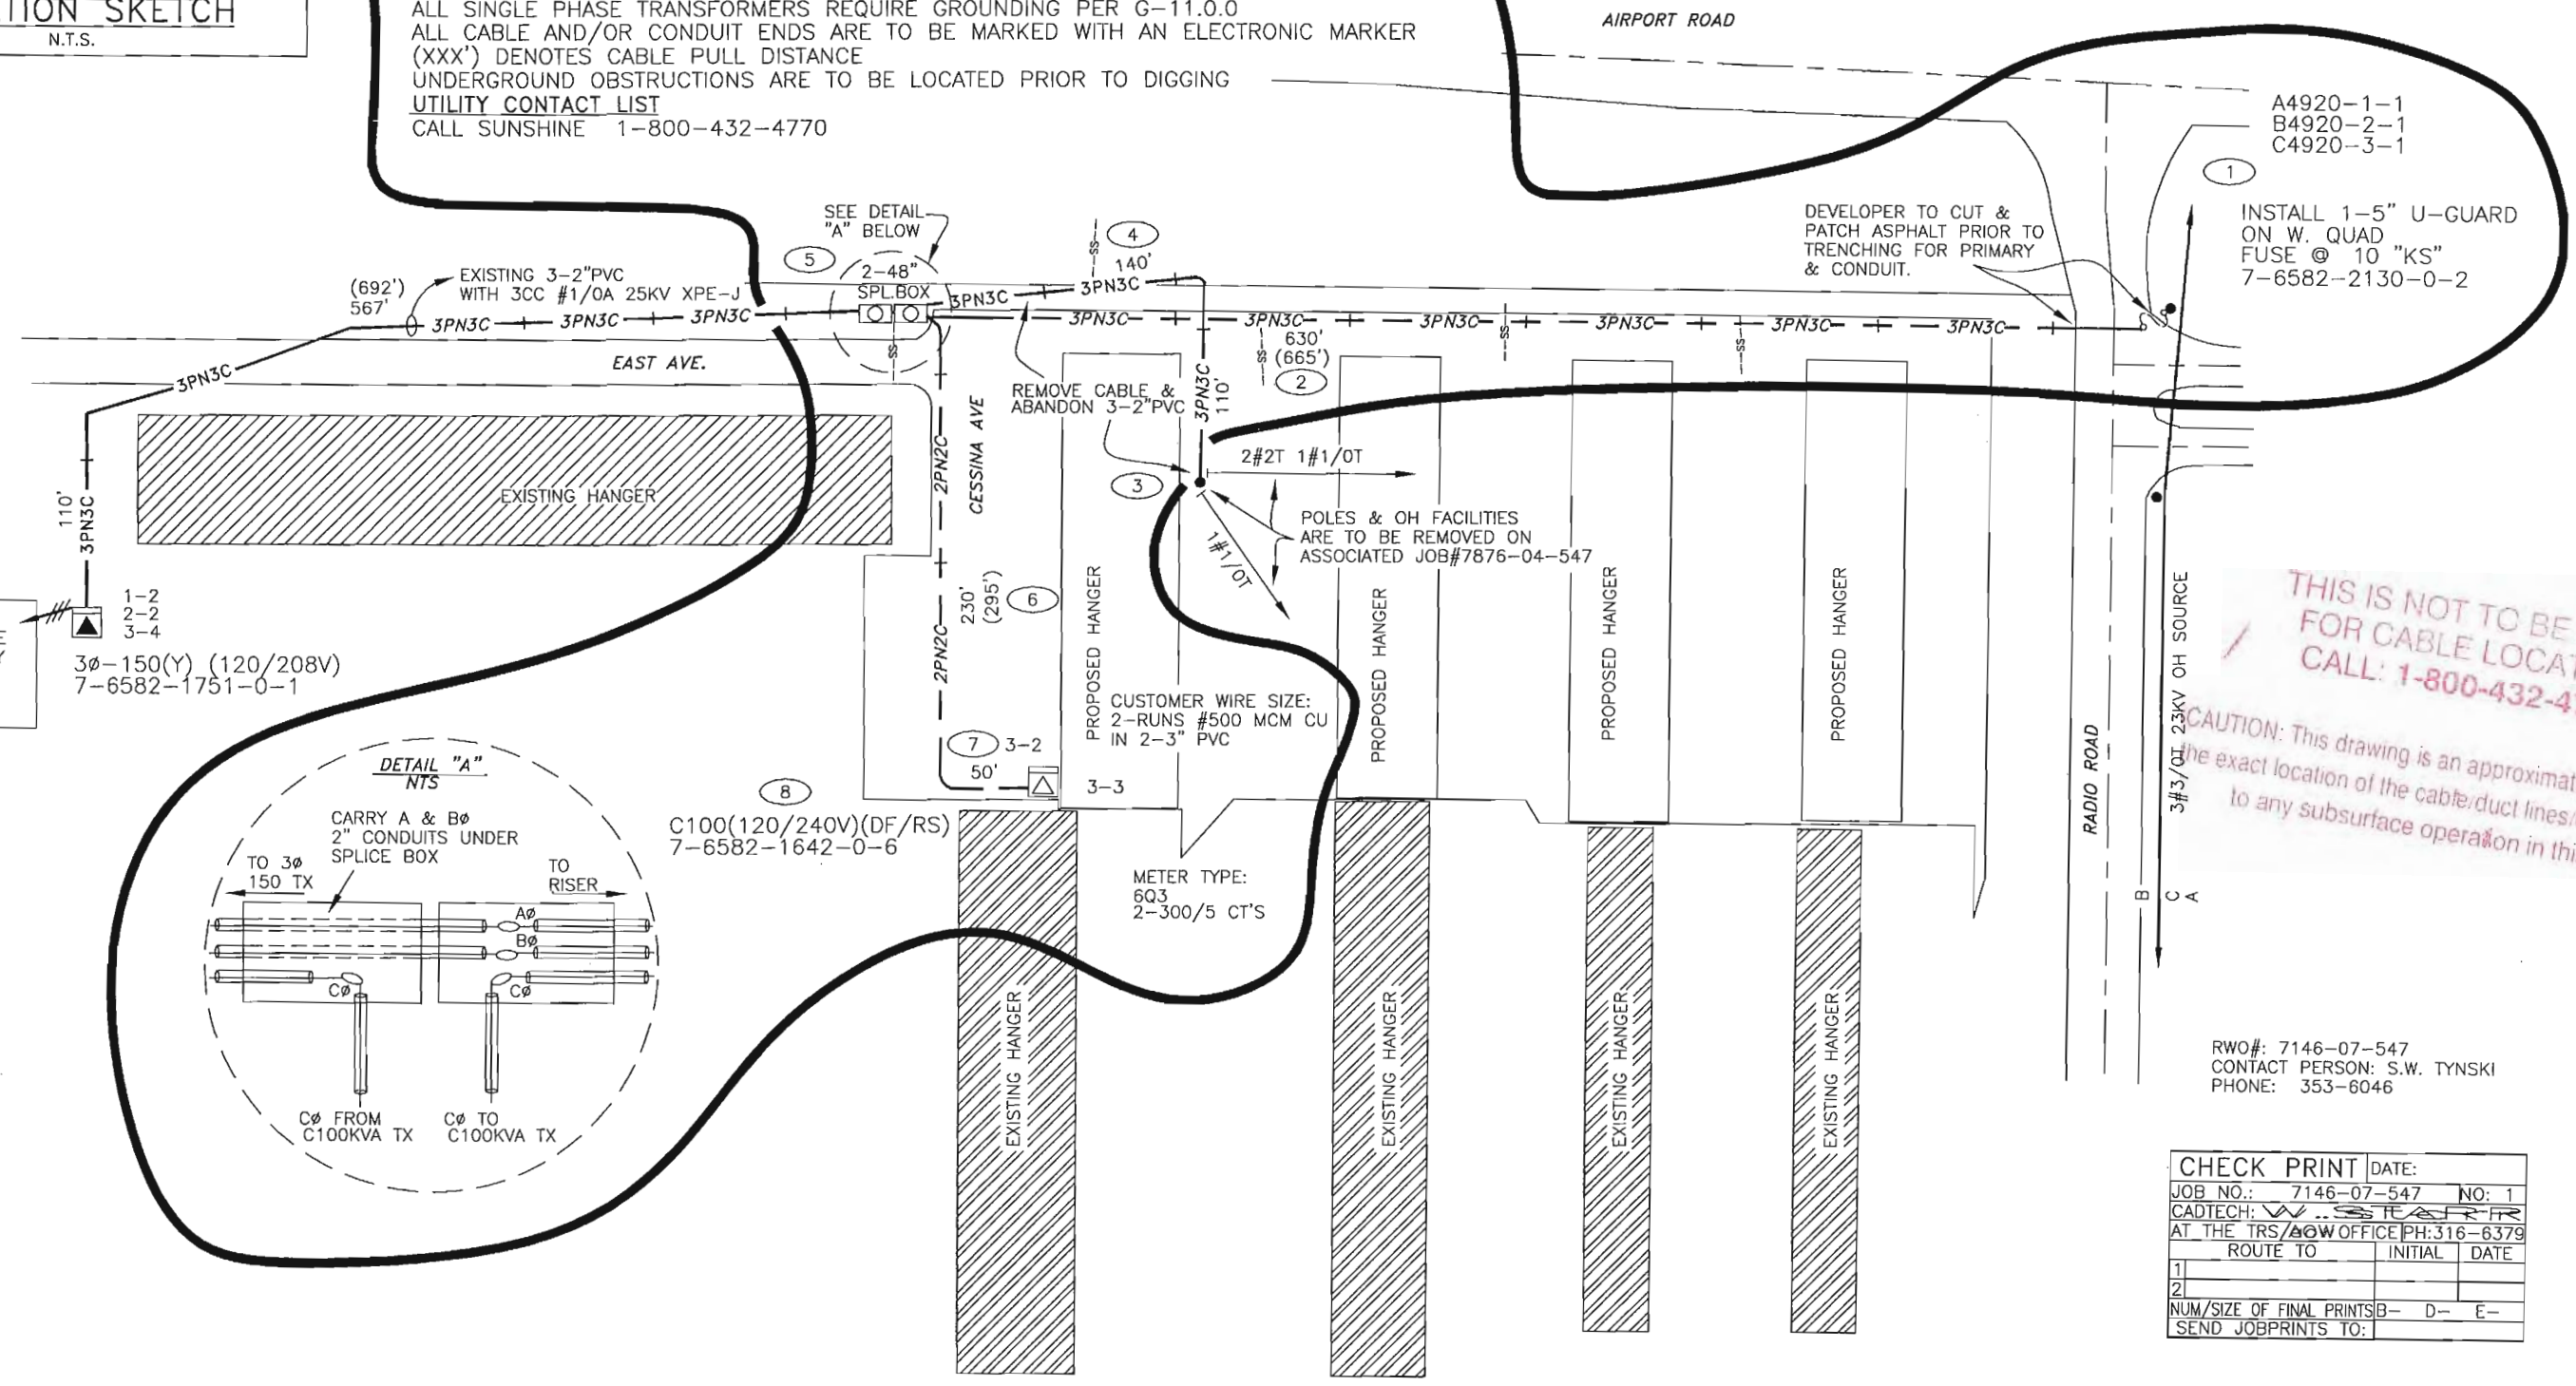 SKETCH
N.T.S.
ALL SINGLE PHASE TRANSFORMERS REQUIRE GROUNDING PER G-11.0.0
ALL CABLE AND/OR CONDUIT ENDS ARE TO BE MARKED WITH AN ELECTRONIC MARKER
(XXX') DENOTES CABLE PULL DISTANCE
UNDERGROUND OBSTRUCTIONS ARE TO BE LOCATED PRIOR TO DIGGING
UTILITY CONTACT LIST
CALL SUNSHINE 1-800-432-4770
AIRPORT ROAD
A4920-1-1
B4920-2-1
C4920-3-1
1
INSTALL 1-5" U-GUARD
ON W. QUAD
FUSE @ 10 "KS"
7-6582-2130-0-2
DEVELOPER TO CUT &
PATCH ASPHALT PRIOR TO
TRENCHING FOR PRIMARY
& CONDUIT.
SEE DETAIL
"A" BELOW
5
2-48"
SPL.BOX
SS
4
140'
3PN3C
3PN3C
(692')
567'
EXISTING 3-2"PVC
WITH 3CC #1/0A 25KV XPE-J
3PN3C
3PN3C
3PN3C
3PN3C
3PN3C
3PN3C
3PN3C
3PN3C
3PN3C
3PN3C
SS
SS
SS
SS
630'
(665')
2
3PN3C
110'
EAST AVE.
REMOVE CABLE &
ABANDON 3-2"PVC
CESSINA AVE
2PN2C
2PN2C
EXISTING HANGER
3PN3C
110'
1-2
2-2
3-4
3ø-150(Y) (120/208V)
7-6582-1751-0-1
2#2T 1#1/0T
3
1#1/0T
POLES & OH FACILITIES
ARE TO BE REMOVED ON
ASSOCIATED JOB#7876-04-547
230'
(295')
6
PROPOSED HANGER
PROPOSED HANGER
PROPOSED HANGER
PROPOSED HANGER
CUSTOMER WIRE SIZE:
2-RUNS #500 MCM CU
IN 2-3" PVC
7
3-2
50'
3-3
8
C100(120/240V)(DF/RS)
7-6582-1642-0-6
METER TYPE:
6Q3
2-300/5 CT'S
DETAIL "A"
NTS
CARRY A & Bø
2" CONDUITS UNDER
SPLICE BOX
TO 3ø
150 TX
TO
RISER
Aø
Bø
Cø
Cø
Cø FROM
C100KVA TX
Cø TO
C100KVA TX
EXISTING HANGER
EXISTING HANGER
EXISTING HANGER
EXISTING HANGER
RADIO ROAD
3#3/0T 23KV OH SOURCE
B
C
A
THIS IS NOT TO BE
FOR CABLE
CALL: 1-800-432-4
CAUTION: This drawing is an
the exact location of the cable/duct lines
to any subsurface operation in
RWO#: 7146-07-547
CONTACT PERSON: S.W. TYNSKI
PHONE: 353-6046
CHECK PRINT DATE:
JOB NO.: 7146-07-547 NO: 1
CADTECH: W. STARR
AT THE TRS/ OFFICE PH:316-6379
ROUTE TO INITIAL DATE
1
2
NUM/SIZE OF FINAL PRINTS B- D- E-
SEND JOBPRINTS TO: